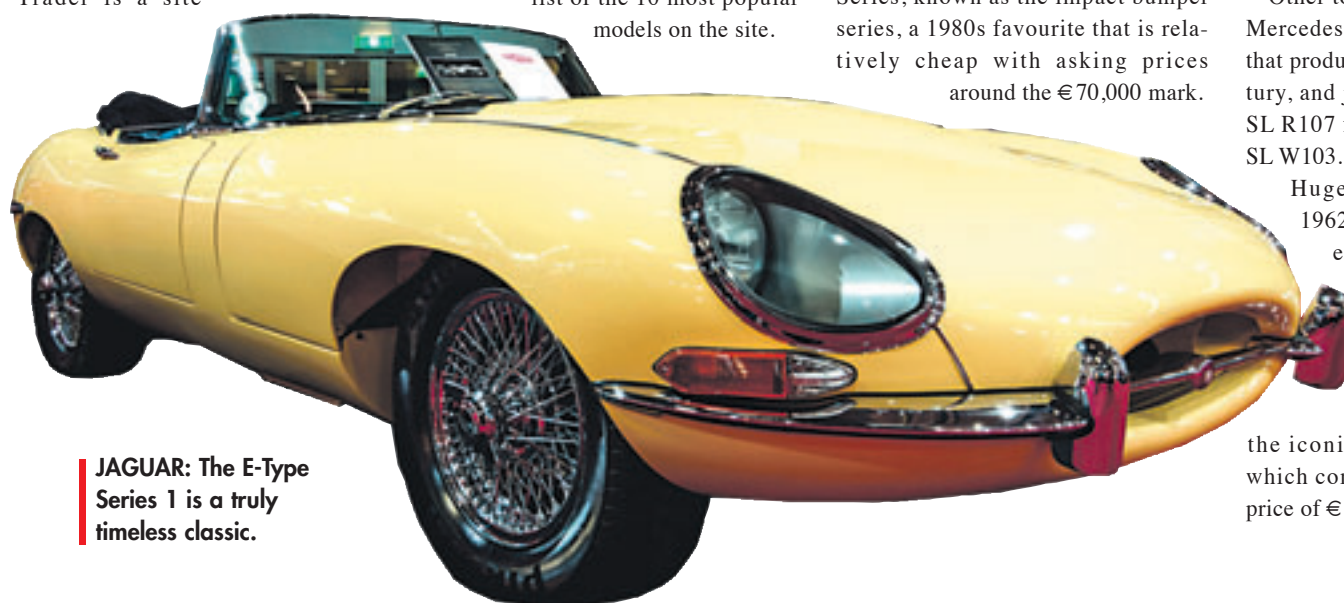 Trader is a site
list of the 10 most popular
models on the site.
Series, known as the impact bumper
series, a 1980s favourite that is rela-
tively cheap with asking prices
around the €70,000 mark.
Other to
Mercedes
that produ
tury, and
SL R107
SL W103.
Huge
1962
e
the iconi
which con
price of €
JAGUAR: The E-Type
Series 1 is a truly
timeless classic.